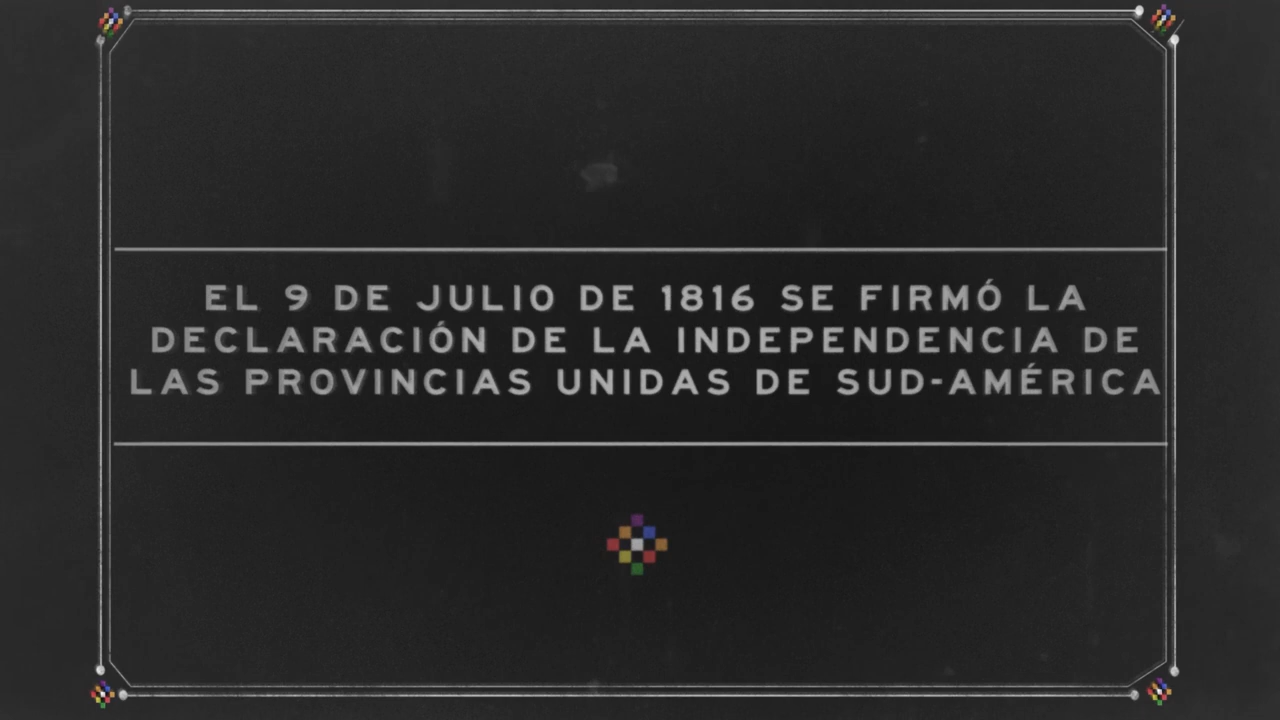 EL 9 DE JULIO DE 1816 SE FIRMÓ LA
DECLARACIÓN DE LA INDEPENDENCIA DE
LAS PROVINCIAS UNIDAS DE SUD-AMÉRICA